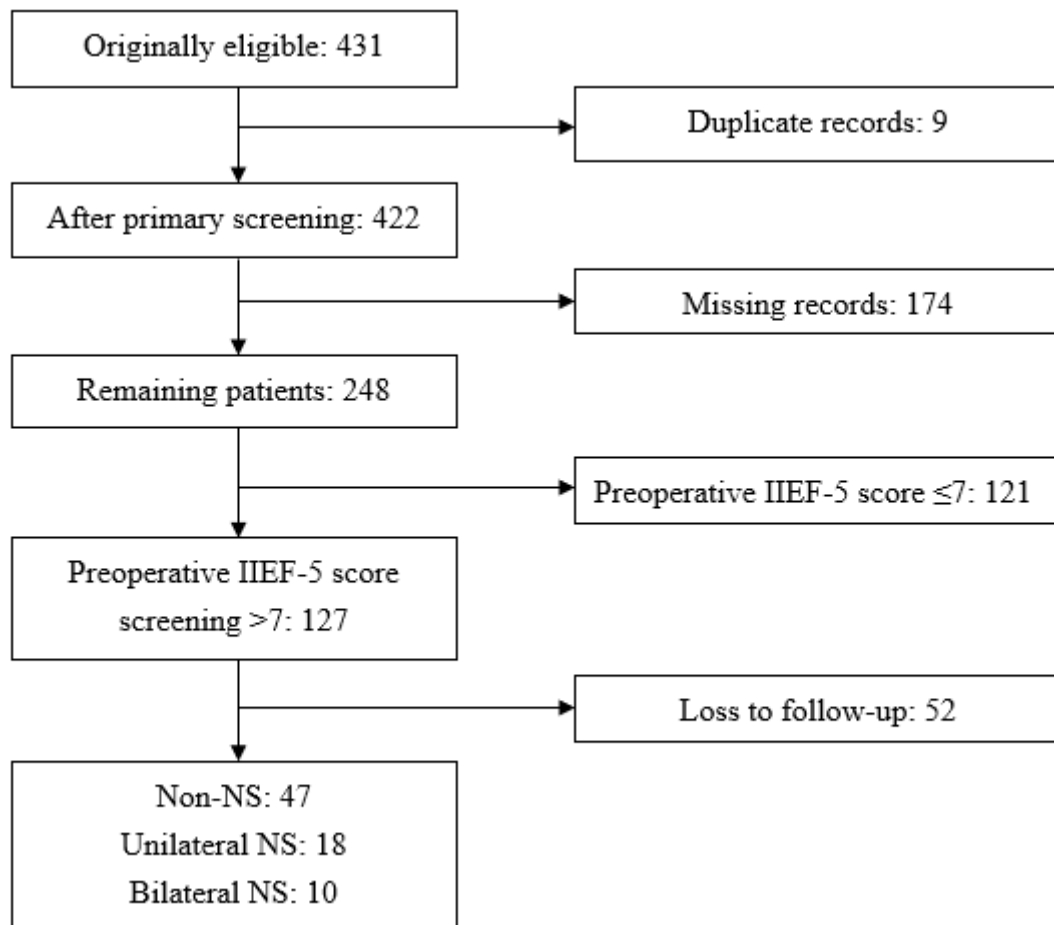 Originally eligible: 431
Duplicate records: 9
After primary screening: 422
Missing records: 174
Remaining patients: 248
Preoperative IIEF-5 score ≤7: 121
Preoperative IIEF-5 score
screening >7: 127
Loss to follow-up: 52
Non-NS: 47
Unilateral NS: 18
Bilateral NS: 10